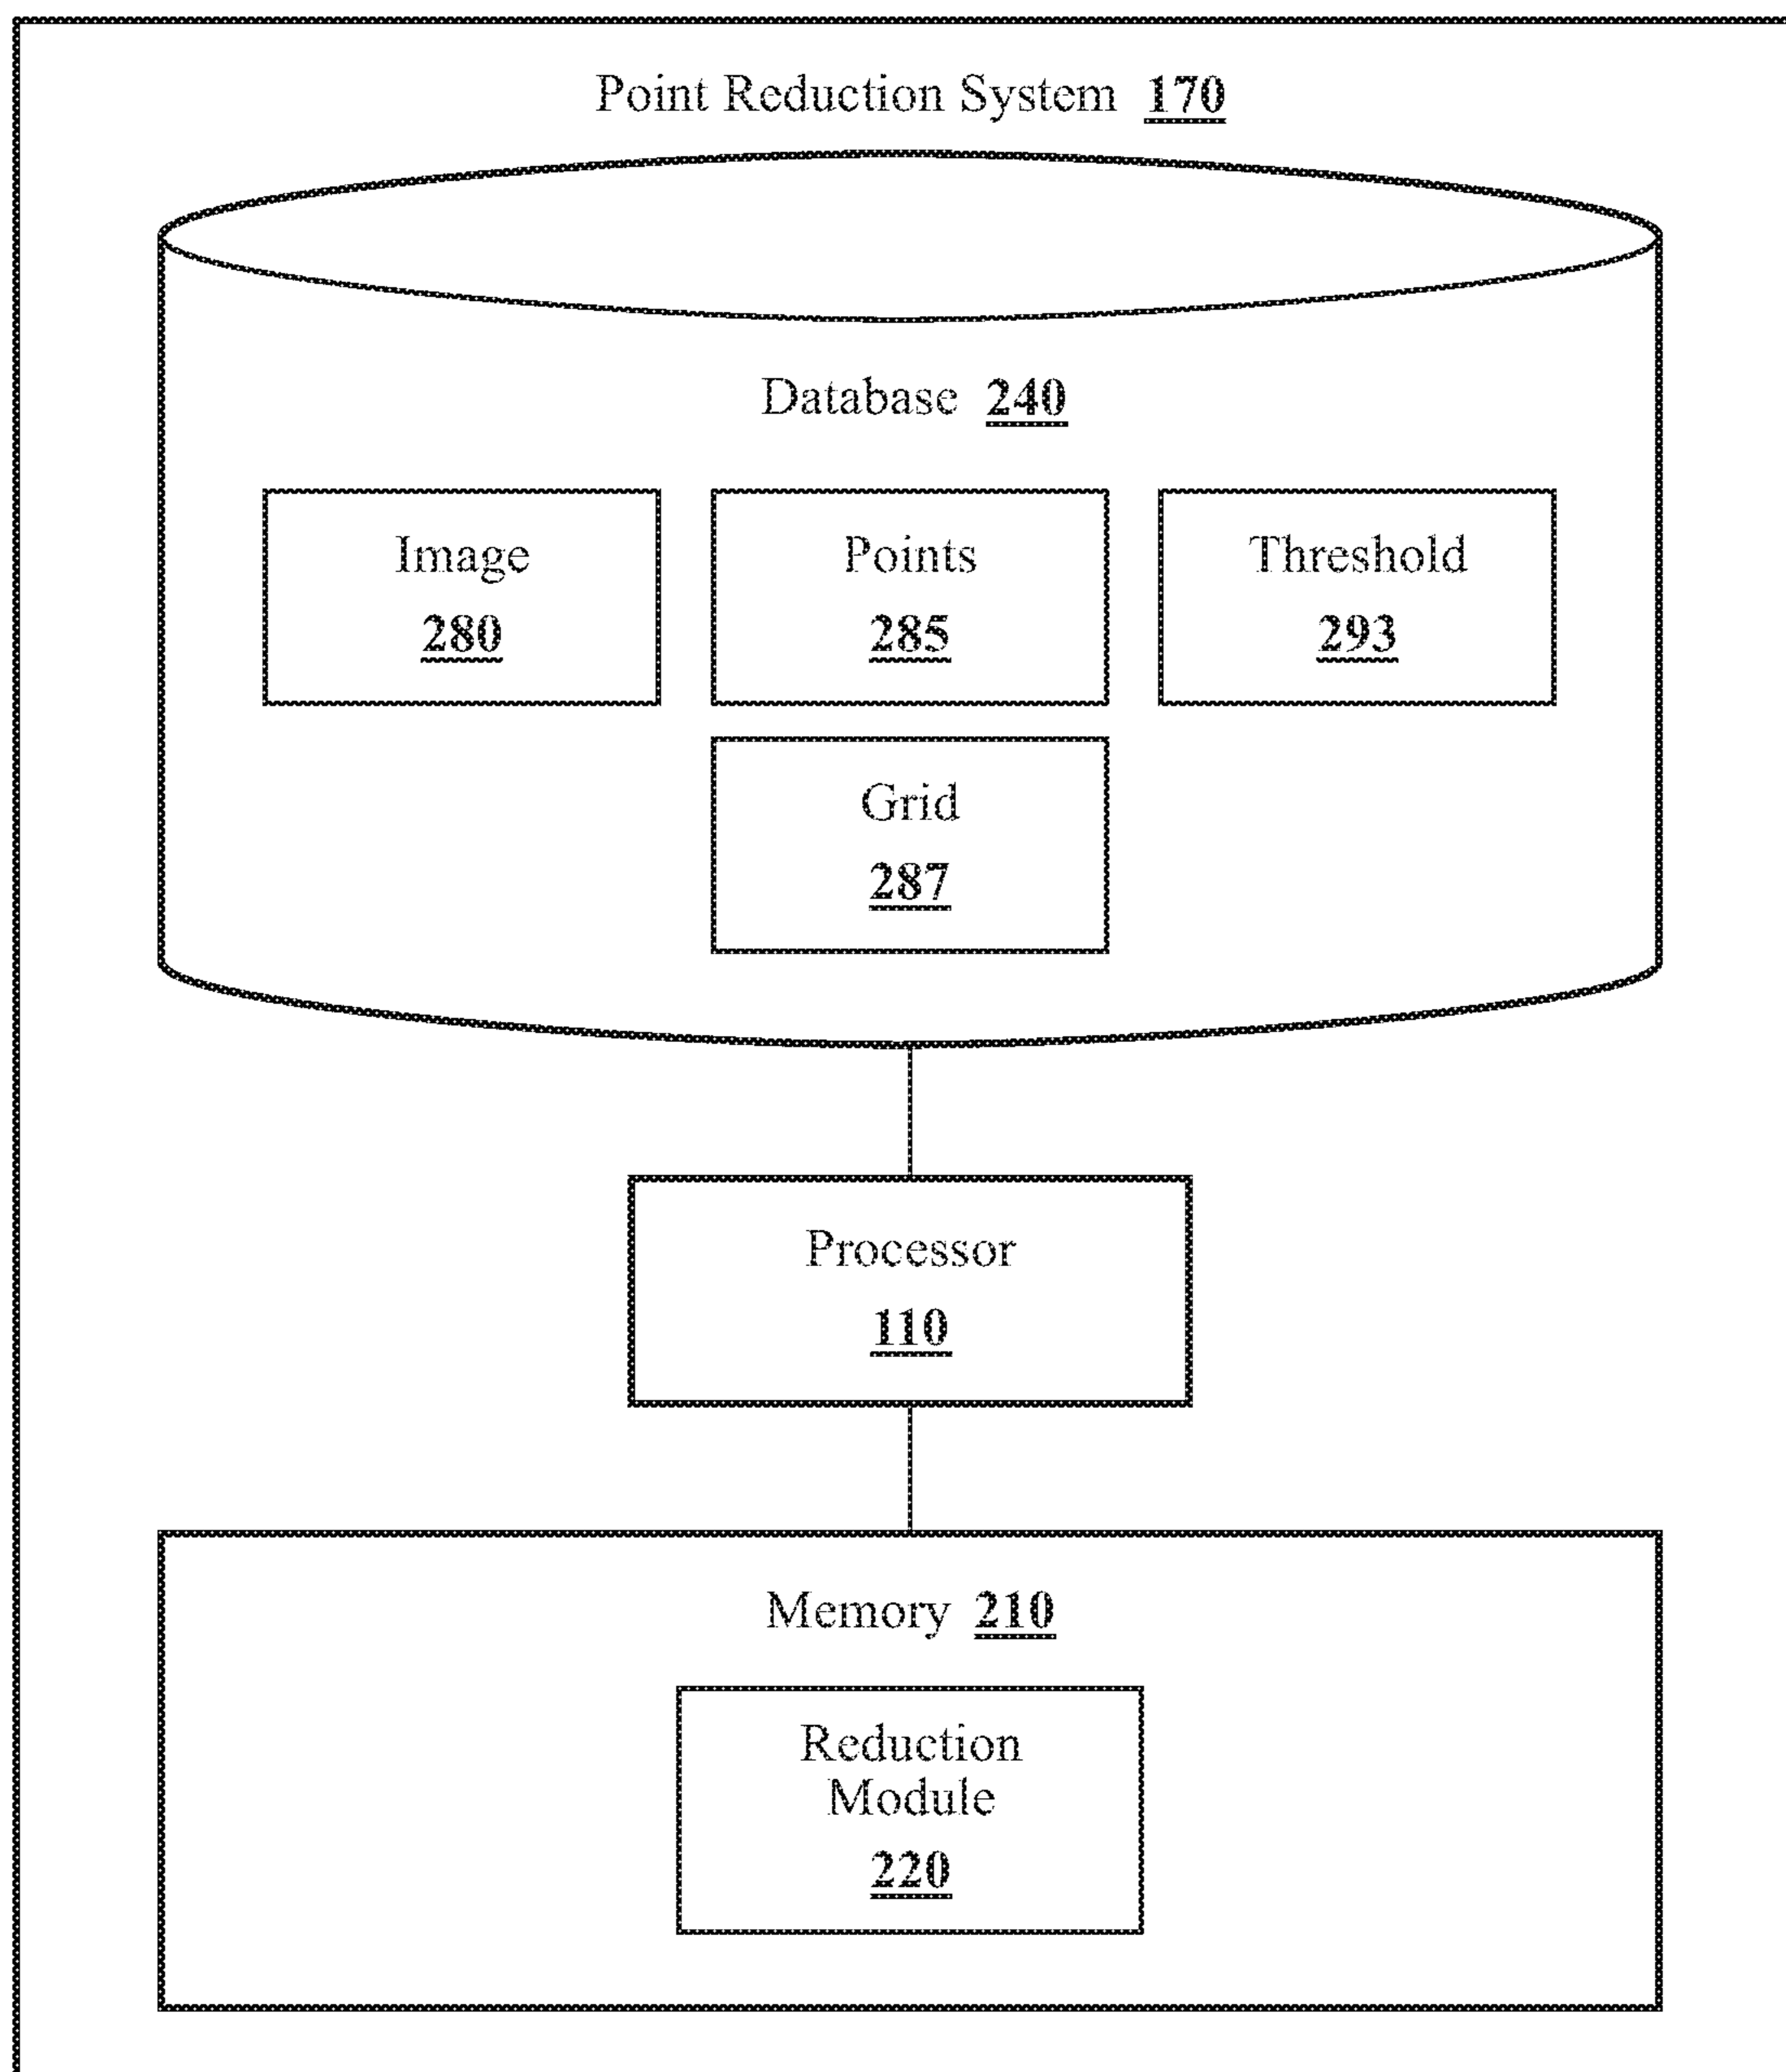 Point Reduction System 170
Database 240
Image
280
Points
285
Threshold
293
Grid
287
Processor
110
Memory 210
Reduction
Module
220